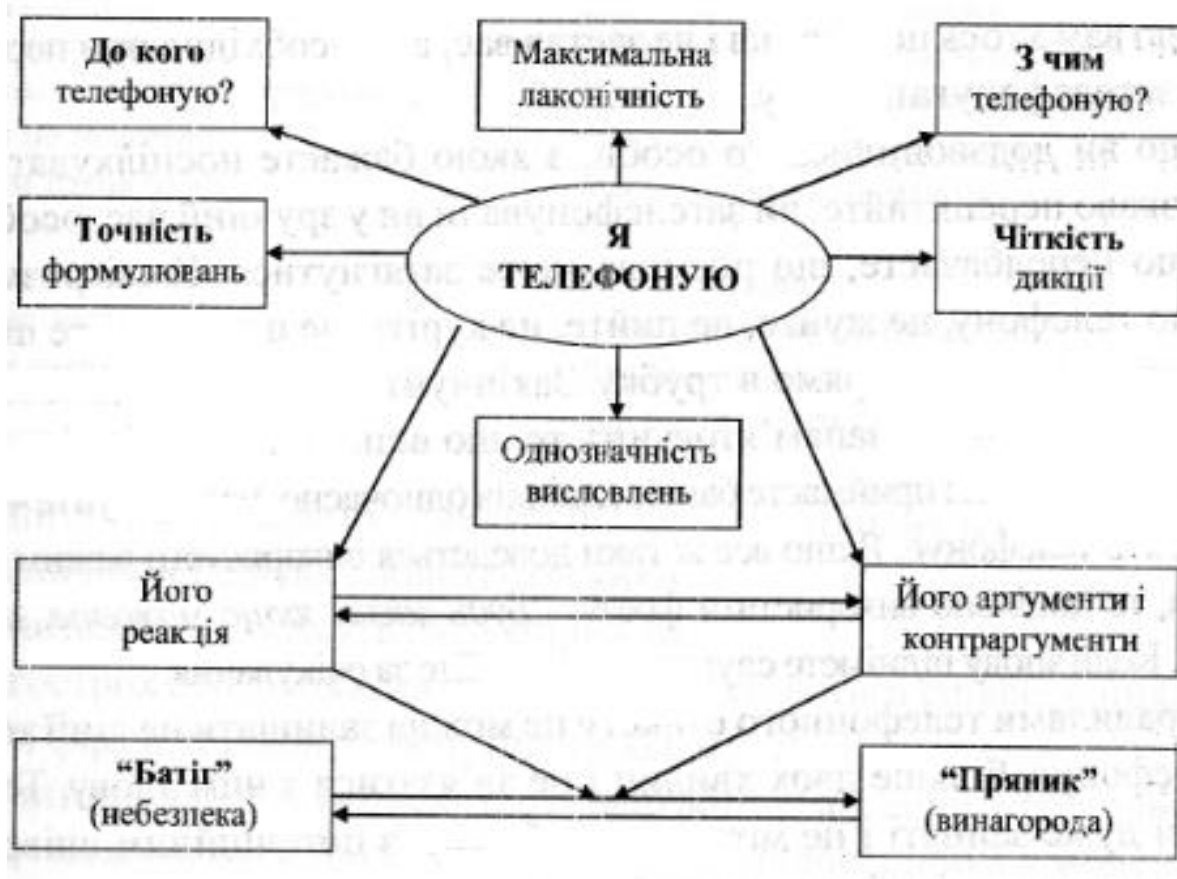 До кого
телефоную?
Максимальна
лаконічність
З чим
телефоную?
Точність
формулювань
Я
ТЕЛЕФОНУЮ
Чіткість
дикції
Однозначність
висловлень
Його
реакція
Його аргументи і
контраргументи
“Батіг”
(небезпека)
“Пряник”
(винагорода)